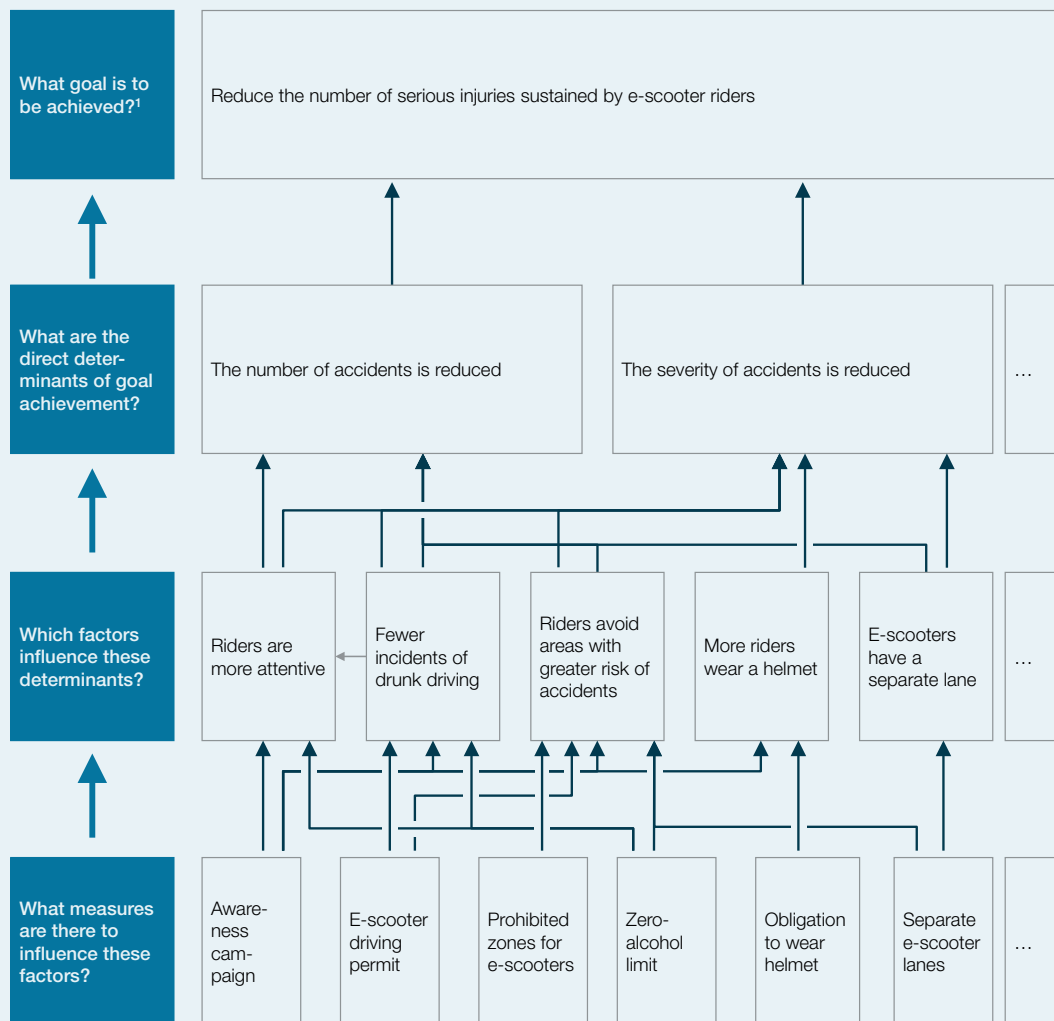 What goal is to
be achieved?¹
Reduce the number of serious injuries sustained by e-scooter riders
What are the
direct deter-
minants of goal
achievement?
The number of accidents is reduced
The severity of accidents is reduced
...
Which factors
influence these
determinants?
Riders are
more attentive
Fewer
incidents of
drunk driving
Riders avoid
areas with
greater risk of
accidents
More riders
wear a helmet
E-scooters
have a
separate lane
...
What measures
are there to
influence these
factors?
Aware-
ness
cam-
paign
E-scooter
driving
permit
Prohibited
zones for
e-scooters
Zero-
alcohol
limit
Obligation
to wear
helmet
Separate
e-scooter
lanes
...